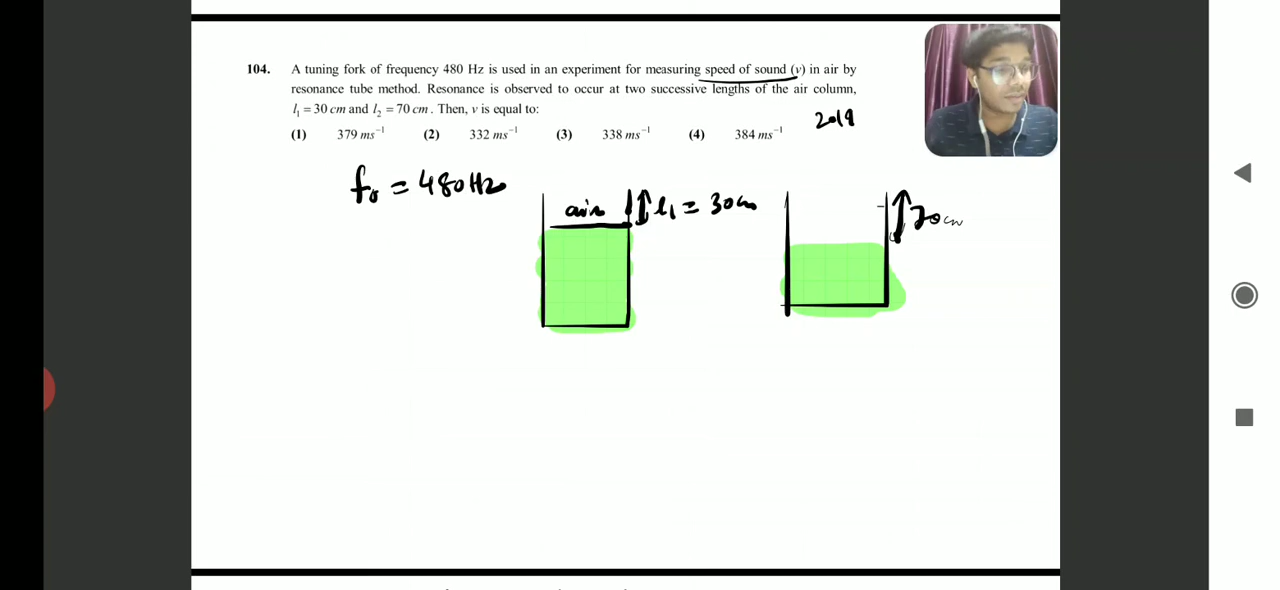 104. A tuning fork of frequency 480 Hz is used in an experiment for measuring speed of sound (v) in air by
resonance tube method. Resonance is observed to occur at two successive lengths of the air column,
l₁ = 30 cm and l₂ = 70 cm. Then, v is equal to:
(1) 379 ms⁻¹ (2) 332 ms⁻¹ (3) 338 ms⁻¹ (4) 384 ms⁻¹
2018
f₀ = 480 Hz
air l₁ = 30cm
70cm